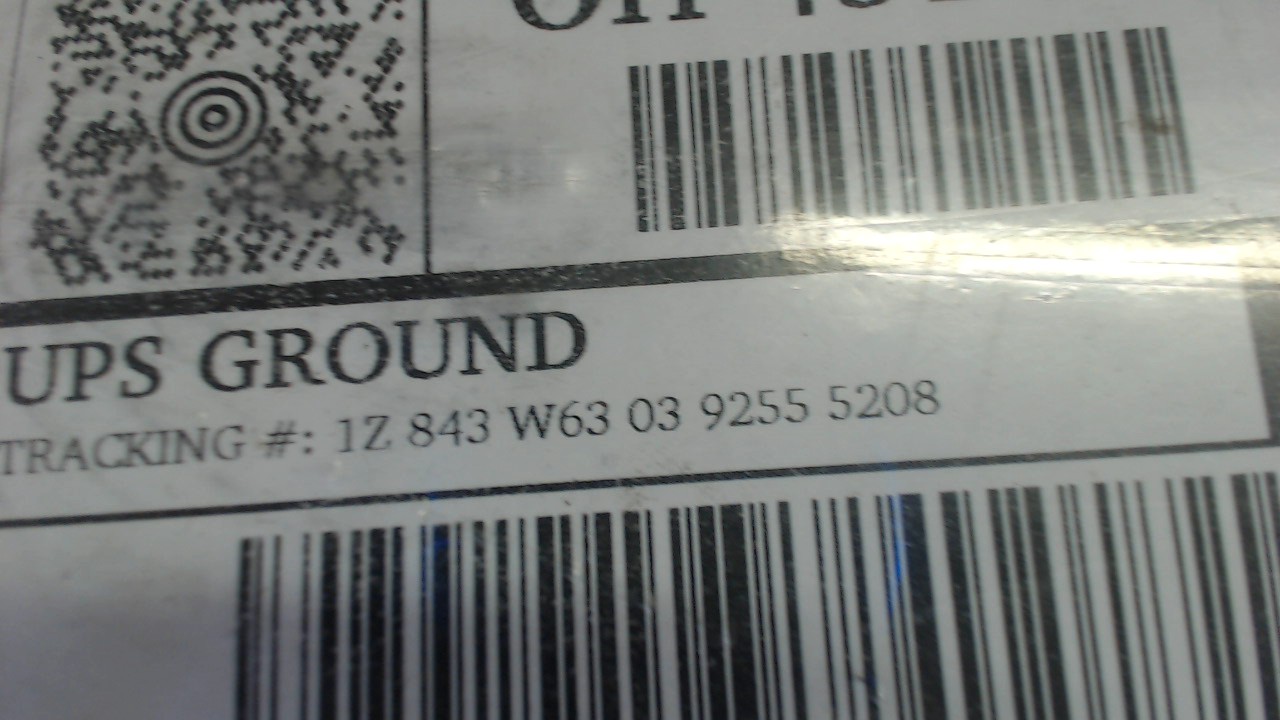 UPS GROUND
TRACKING #: 1Z 843 W63 03 9255 5208